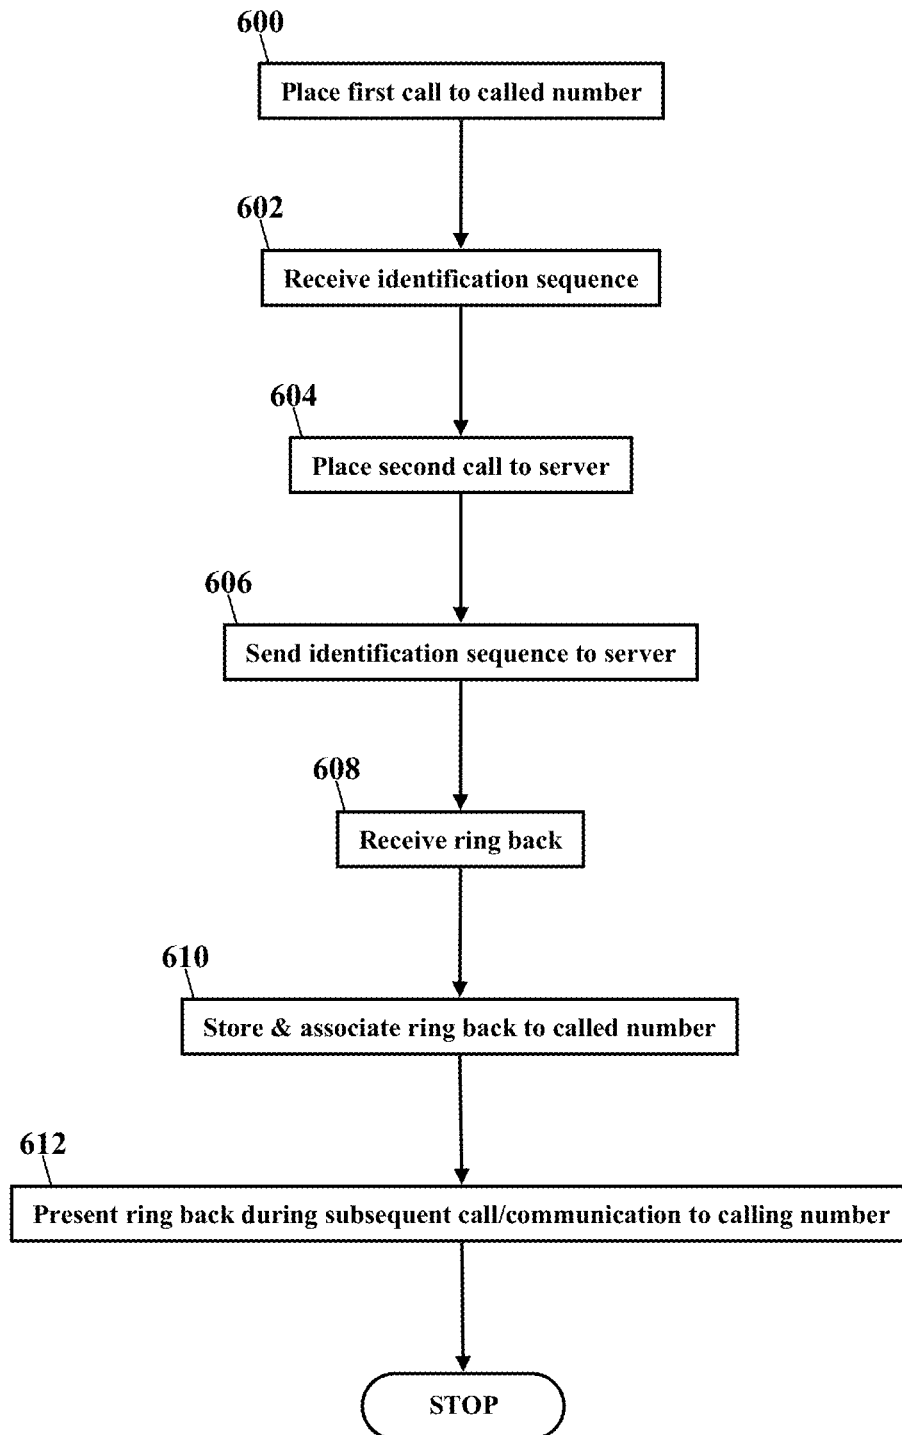 600
Place first call to called number
602
Receive identification sequence
604
Place second call to server
606
Send identification sequence to server
608
Receive ring back
610
Store & associate ring back to called number
612
Present ring back during subsequent call/communication to calling number
STOP